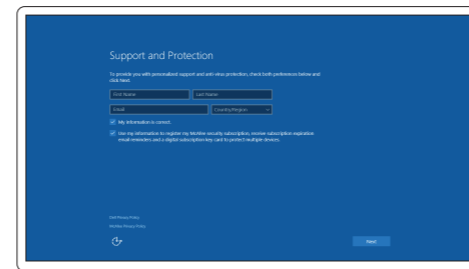 Support and Protection
To provide you with personalized support and anti-virus protection, check both preferences below and
click Next.
First Name
Last Name
Email
Country/Region
My information is correct.
Use my information to register my McAfee security subscription, receive subscription expiration
email reminders and a digital subscription key card to protect multiple devices.
Dell Privacy Policy
McAfee Privacy Policy
Next